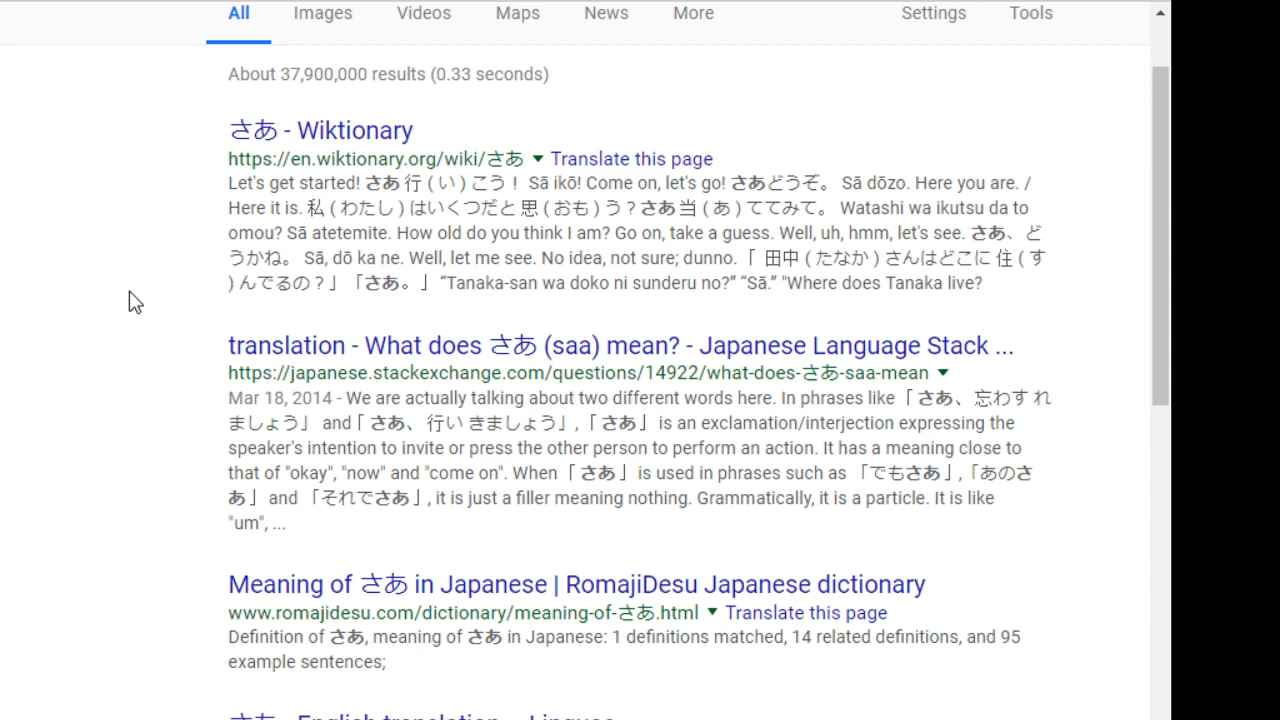 All Images Videos Maps News More Settings Tools
About 37,900,000 results (0.33 seconds)
さあ - Wiktionary
https://en.wiktionary.org/wiki/さあ ▼ Translate this page
Let's get started! さあ 行 ( い ) こう！ Sā ikō! Come on, let's go! さあどうぞ。 Sā dōzo. Here you are. /
Here it is. 私 ( わたし ) はいくつだと 思 ( おも ) う？さあ 当 ( あ ) ててみて。 Watashi wa ikutsu da to
omou? Sā atetemite. How old do you think I am? Go on, take a guess. Well, uh, hmm, let's see. さあ、ど
うかね。 Sā, dō ka ne. Well, let me see. No idea, not sure; dunno. 「 田中 ( たなか ) さんはどこに 住 ( す
) んでるの？」「さあ。」 “Tanaka-san wa doko ni sunderu no?” “Sā.” "Where does Tanaka live?
translation - What does さあ (saa) mean? - Japanese Language Stack ...
https://japanese.stackexchange.com/questions/14922/what-does-さあ-saa-mean ▼
Mar 18, 2014 - We are actually talking about two different words here. In phrases like 「さあ、忘わす れ
ましょう」 and「さあ、行い きましょう」, 「さあ」 is an exclamation/interjection expressing the
speaker's intention to invite or press the other person to perform an action. It has a meaning close to
that of "okay", "now" and "come on". When 「さあ」 is used in phrases such as 「でもさあ」,「あのさ
あ」 and 「それでさあ」, it is just a filler meaning nothing. Grammatically, it is a particle. It is like
"um", ...
Meaning of さあ in Japanese | RomajiDesu Japanese dictionary
www.romajidesu.com/dictionary/meaning-of-さあ.html ▼ Translate this page
Definition of さあ, meaning of さあ in Japanese: 1 definitions matched, 14 related definitions, and 95
example sentences;
さあ - English translation – Linguee